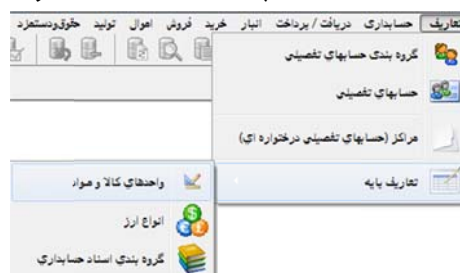 تعاریف حسابداری دریافت / پرداخت انبار خرید فروش اموال تولید حقوق‌ودستمزد
گروه بندی حسابهای تفصیلی
حسابهای تفصیلی
مراکز (حسابهای تفصیلی درختواره ای)
تعاریف پایه
واحدهای کالا و مواد
انواع ارز
گروه بندی اسناد حسابداری